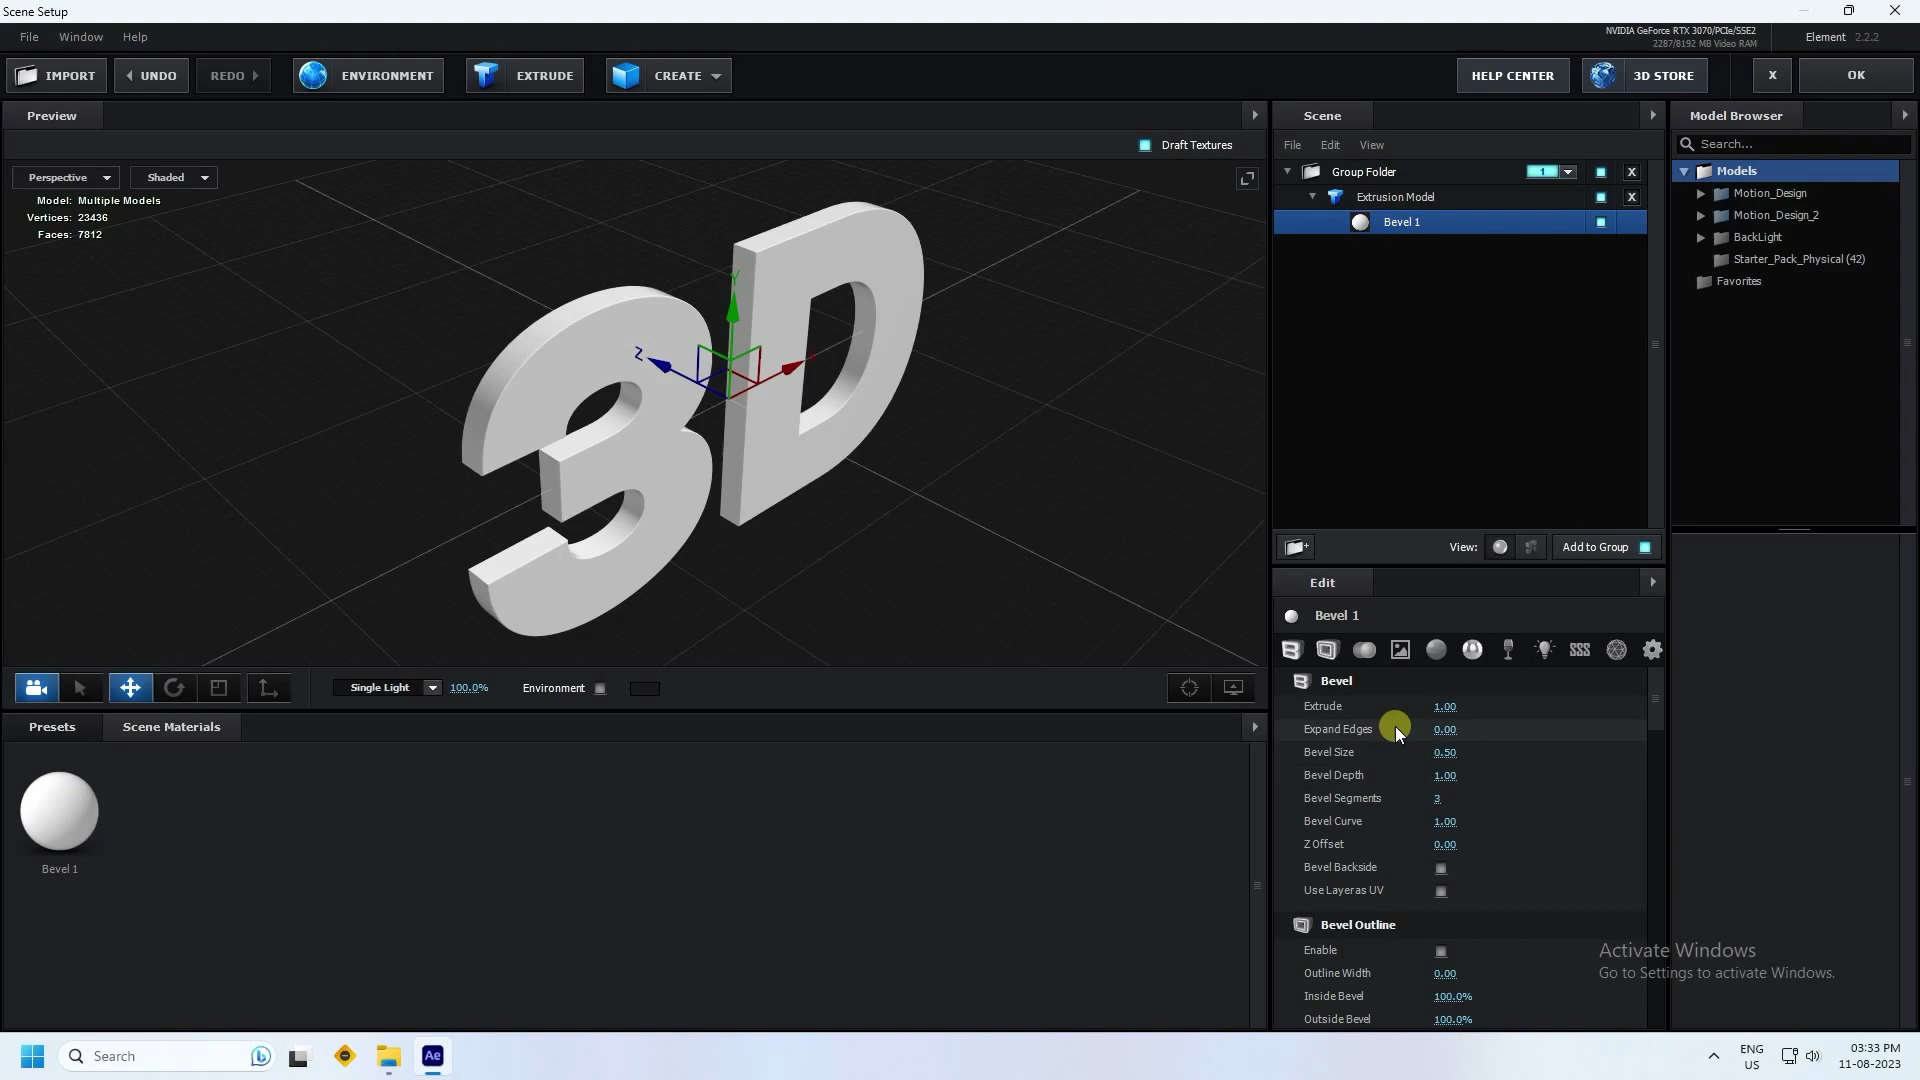 Scene Setup
File Window Help
NVIDIA GeForce RTX 3070/PCIe/SSE2
2287/8192 MB Video RAM
Element 2.2.2
IMPORT UNDO REDO ENVIRONMENT EXTRUDE CREATE HELP CENTER 3D STORE X OK
Preview
Draft Textures
Perspective Shaded
Model: Multiple Models
Vertices: 23436
Faces: 7812
3D
Y
Z
Single Light 100.0% Environment
Presets Scene Materials
Bevel 1
Scene
File Edit View
Group Folder 1 X
Extrusion Model X
Bevel 1
View: Add to Group
Edit
Bevel 1
Bevel
Extrude 1.00
Expand Edges 0.00
Bevel Size 0.50
Bevel Depth 1.00
Bevel Segments 3
Bevel Curve 1.00
Z Offset 0.00
Bevel Backside
Use Layer as UV
Bevel Outline
Enable
Outline Width 0.00
Inside Bevel 100.0%
Outside Bevel 100.0%
Model Browser
Search...
Models
Motion_Design
Motion_Design_2
BackLight
Starter_Pack_Physical (42)
Favorites
Activate Windows
Go to Settings to activate Windows.
Search
Ae
ENG
US
03:33 PM
11-08-2023